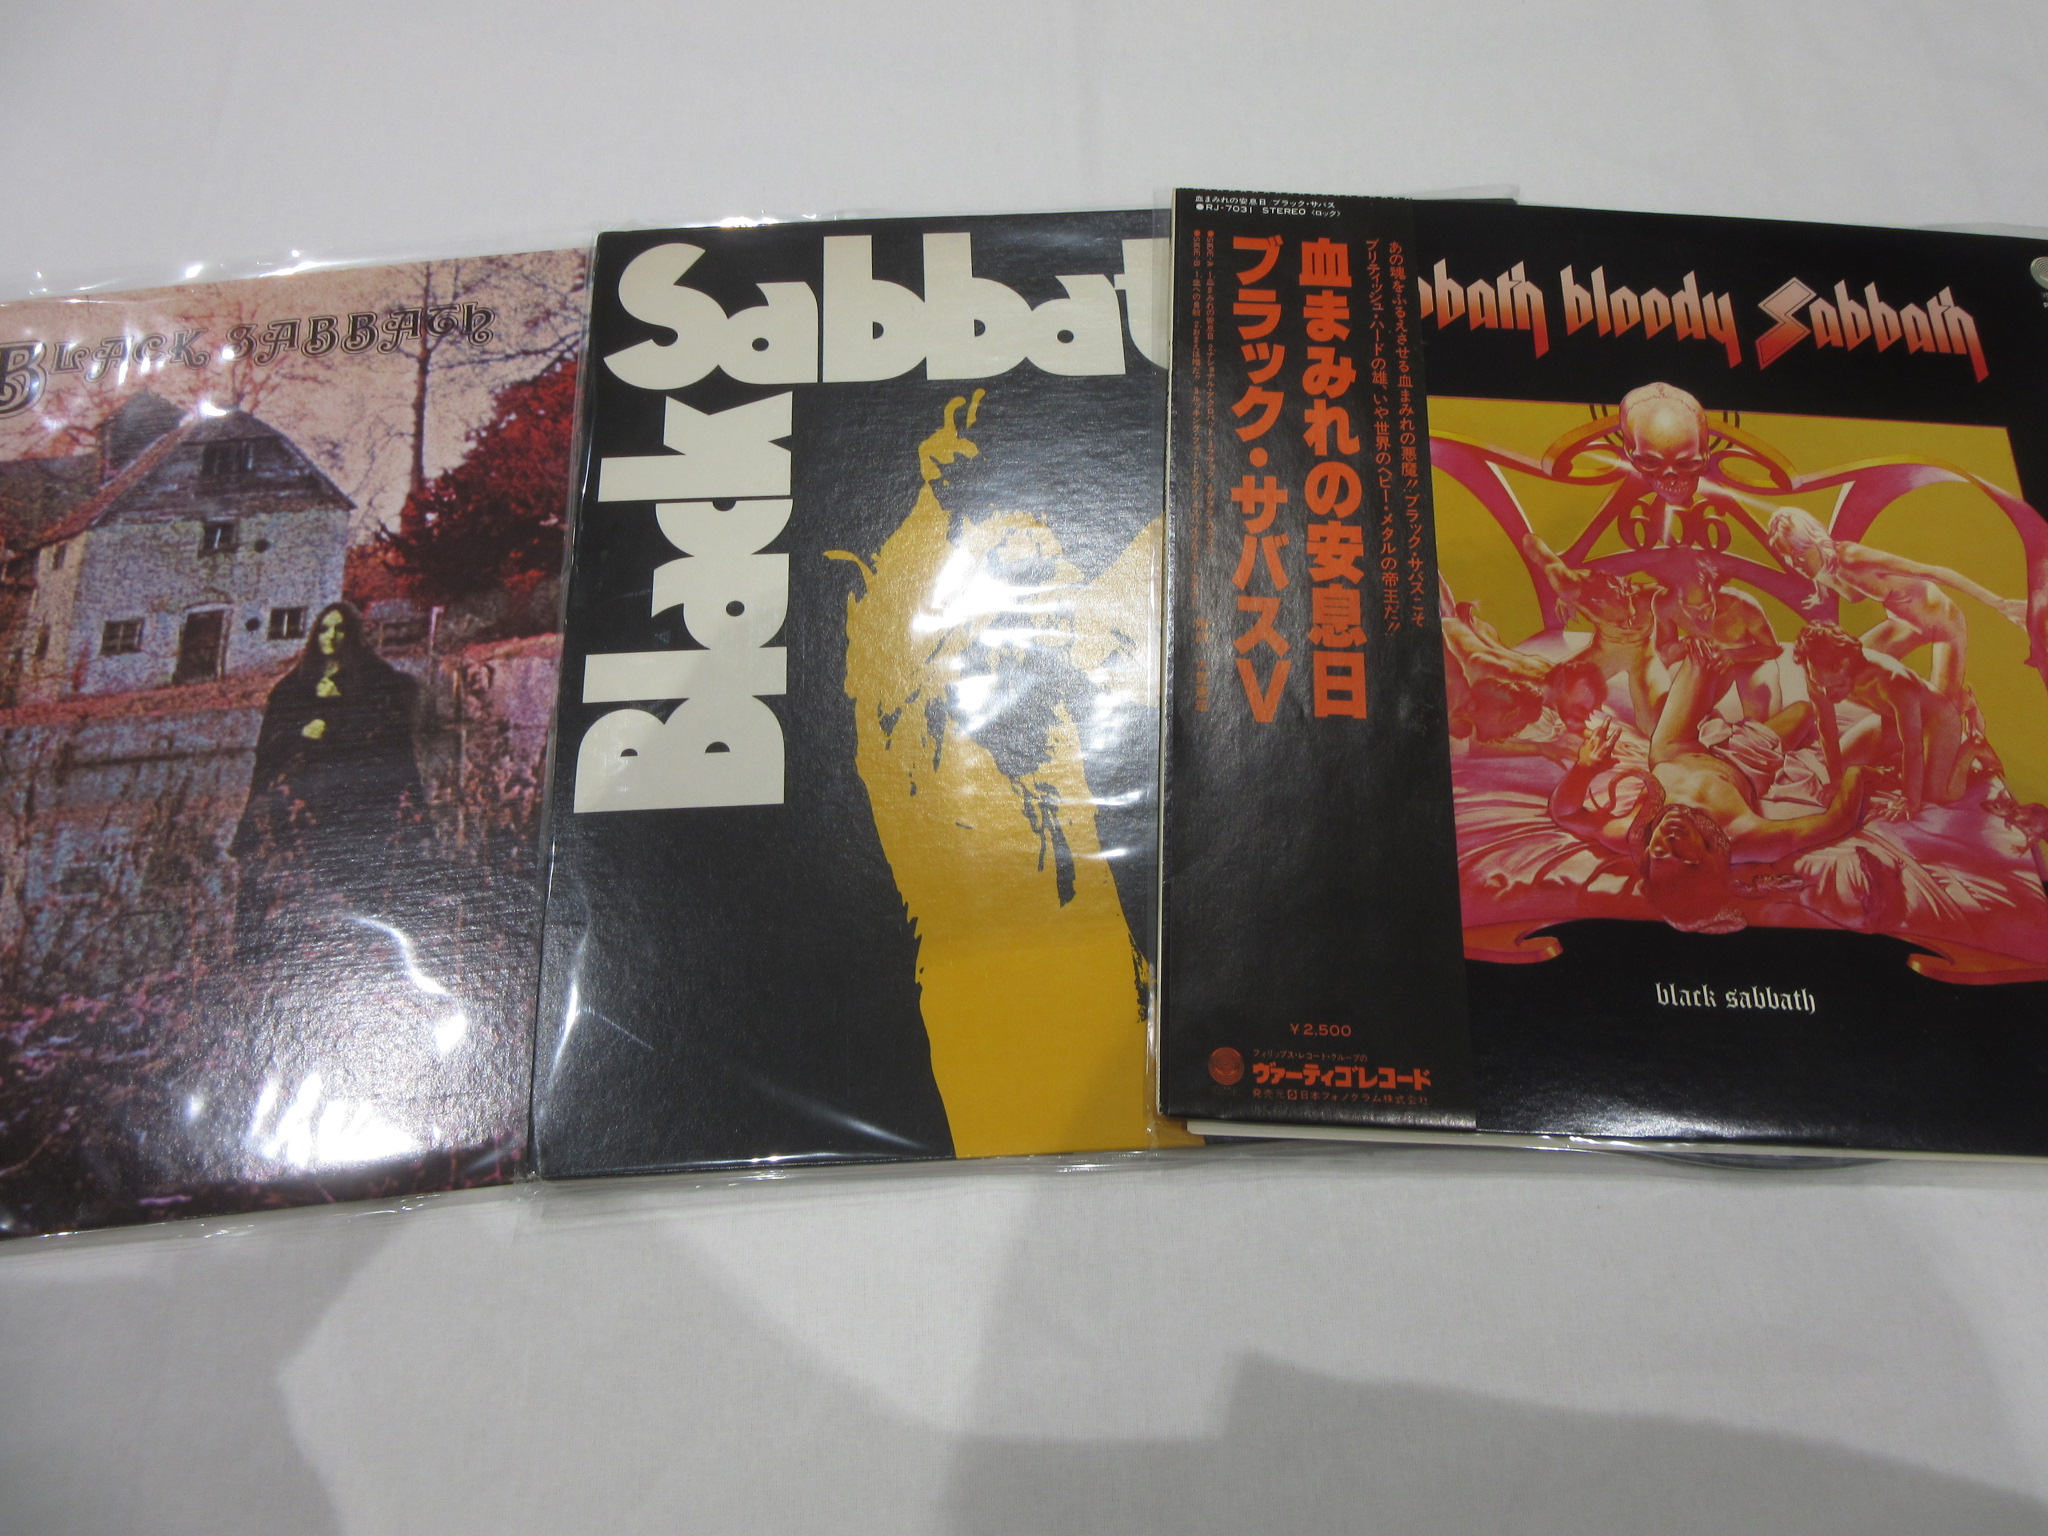 BLACK SABBATH
Black
Sabbat
血まみれの安息日 ブラック・サバス
●RJ-7031 STEREO 〈ロック〉
あの魂をふるえさせる血まみれの悪魔!! ブラック・サバスこそ
ブリティッシュ・ハードの雄、いや世界のヘビー・メタルの帝王だ!!
血まみれの安息日
ブラック・サバスV
¥2,500
フィリップス・レコード・グループの
ヴァーティゴレコード
発売元 日本フォノグラム株式会社
bbath bloody Sabbath
666
black sabbath